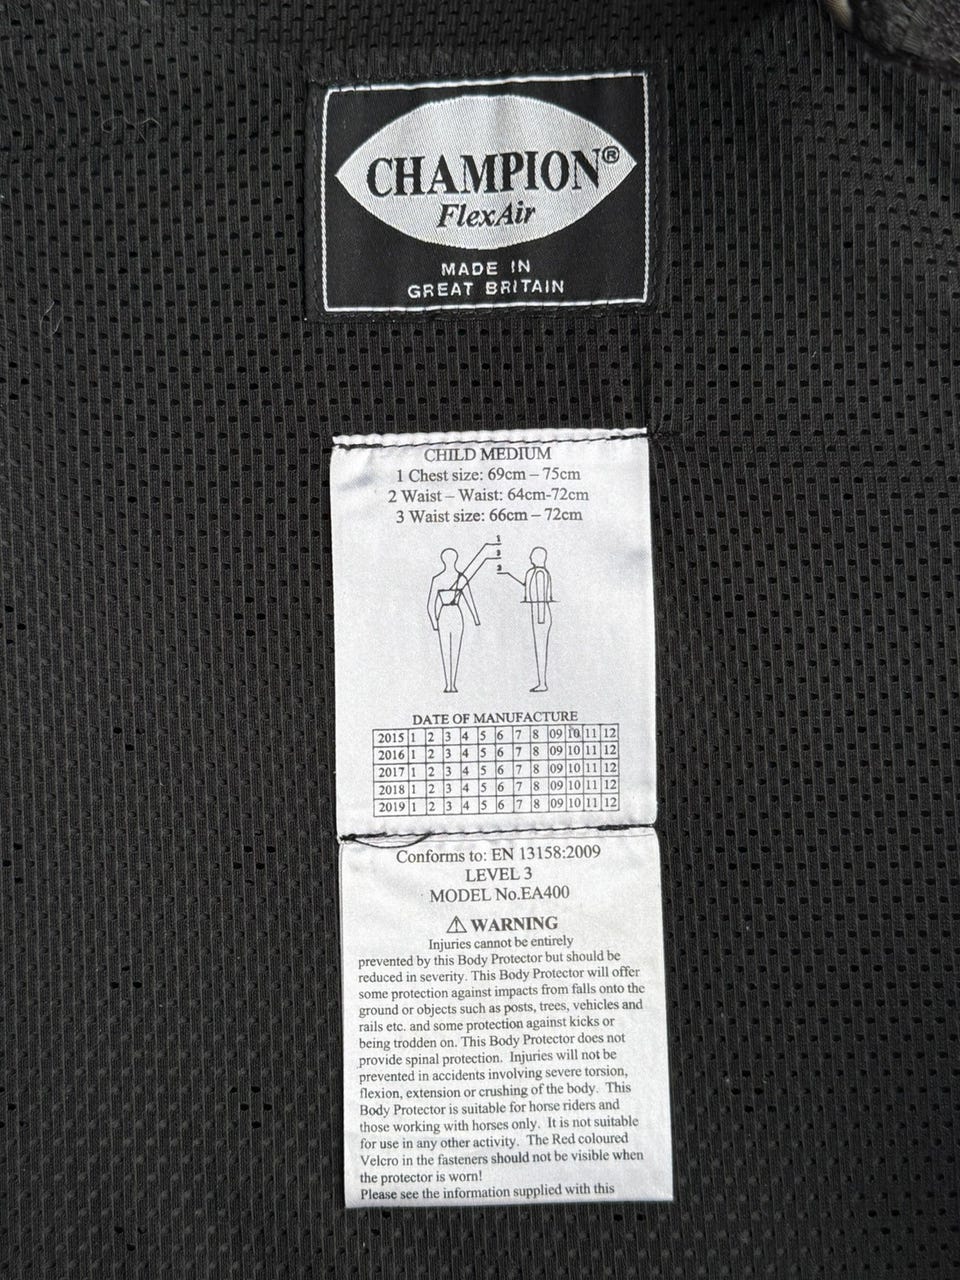 CHAMPION®
FlexAir
MADE IN
GREAT BRITAIN
CHILD MEDIUM
1 Chest size: 69cm – 75cm
2 Waist – Waist: 64cm-72cm
3 Waist size: 66cm – 72cm
1
3
3
DATE OF MANUFACTURE
2015 1 2 3 4 5 6 7 8 09 10 11 12
2016 1 2 3 4 5 6 7 8 09 10 11 12
2017 1 2 3 4 5 6 7 8 09 10 11 12
2018 1 2 3 4 5 6 7 8 09 10 11 12
2019 1 2 3 4 5 6 7 8 09 10 11 12
Conforms to: EN 13158:2009
LEVEL 3
MODEL No.EA400
⚠ WARNING
Injuries cannot be entirely
prevented by this Body Protector but should be
reduced in severity. This Body Protector will offer
some protection against impacts from falls onto the
ground or objects such as posts, trees, vehicles and
rails etc. and some protection against kicks or
being trodden on. This Body Protector does not
provide spinal protection. Injuries will not be
prevented in accidents involving severe torsion,
flexion, extension or crushing of the body. This
Body Protector is suitable for horse riders and
those working with horses only. It is not suitable
for use in any other activity. The Red coloured
Velcro in the fasteners should not be visible when
the protector is worn!
Please see the information supplied with this